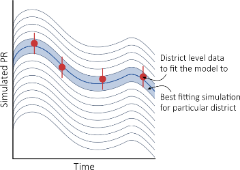 Simulated PR
District level data
to fit the model to
Best fitting simulation
for particular district
Time